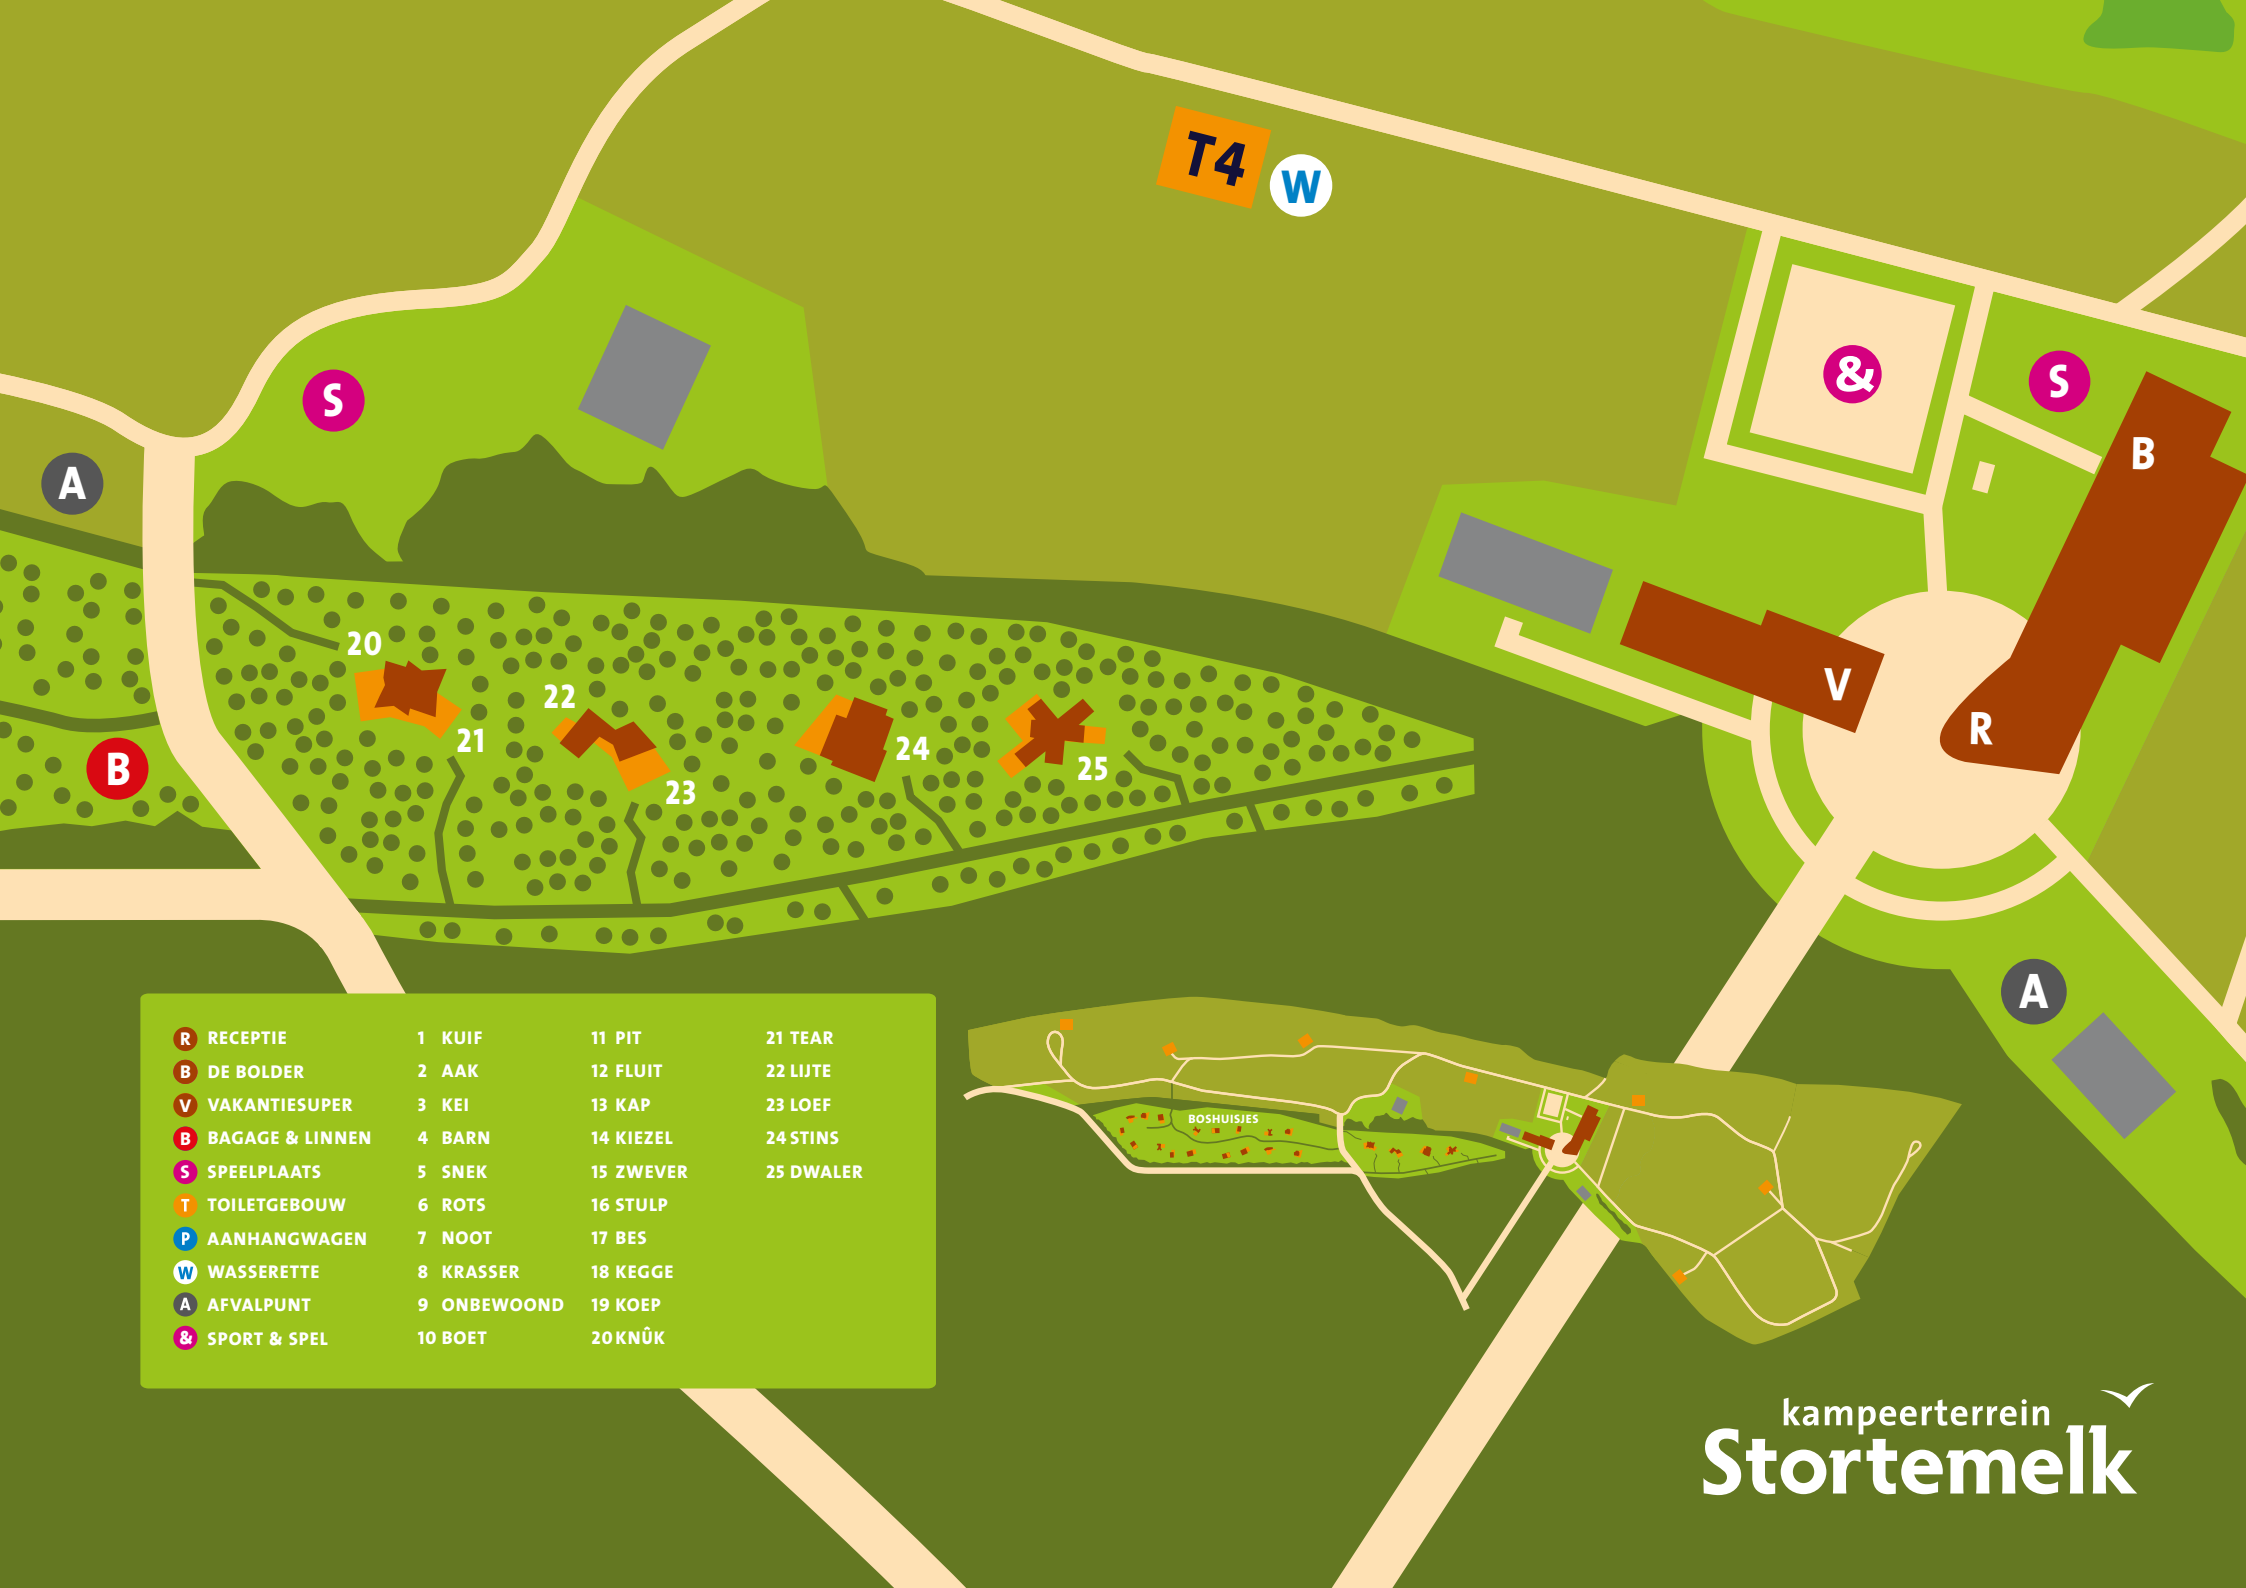 T4
W
&
S
B
S
A
20
22
V
21
24
R
25
B
23
A
R RECEPTIE
B DE BOLDER
V VAKANTIESUPER
B BAGAGE & LINNEN
S SPEELPLAATS
T TOILETGEBOUW
P AANHANGWAGEN
W WASSERETTE
A AFVALPUNT
& SPORT & SPEL
1 KUIF
2 AAK
3 KEI
4 BARN
5 SNEK
6 ROTS
7 NOOT
8 KRASSER
9 ONBEWOOND
10 BOET
11 PIT
12 FLUIT
13 KAP
14 KIEZEL
15 ZWEVER
16 STULP
17 BES
18 KEGGE
19 KOEP
20 KNÛK
21 TEAR
22 LIJTE
23 LOEF
24 STINS
25 DWALER
BOSHUISJES
kampeerterrein
Stortemelk